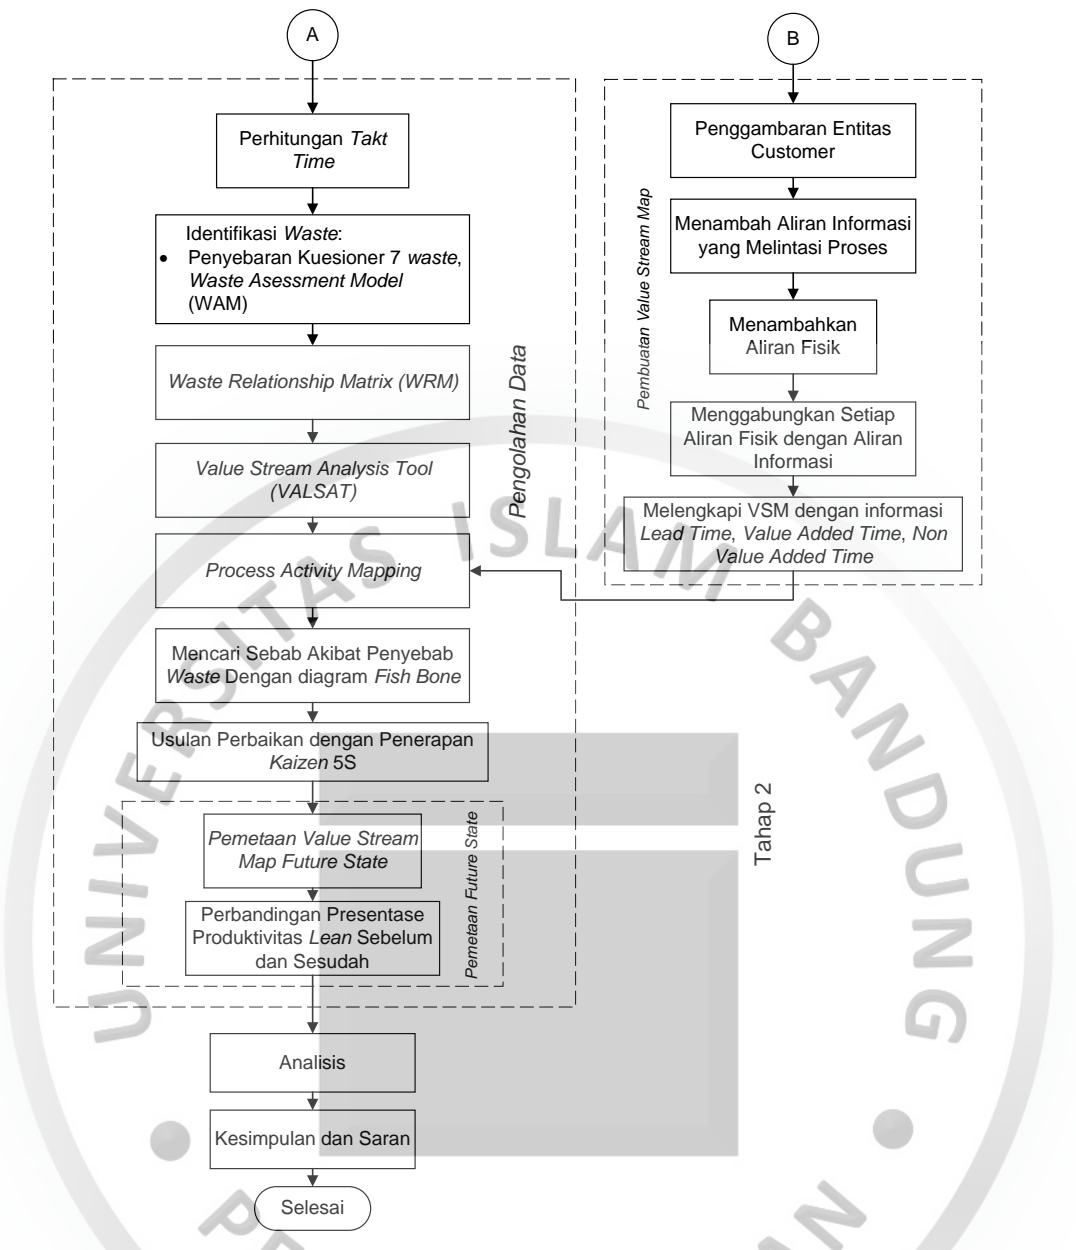 A
Perhitungan Takt
Time
Identifikasi Waste:
• Penyebaran Kuesioner 7 waste,
Waste Asessment Model
(WAM)
Waste Relationship Matrix (WRM)
Value Stream Analysis Tool
(VALSAT)
Process Activity Mapping
Mencari Sebab Akibat Penyebab
Waste Dengan diagram Fish Bone
Usulan Perbaikan dengan Penerapan
Kaizen 5S
Pemetaan Value Stream
Map Future State
Perbandingan Presentase
Produktivitas Lean Sebelum
dan Sesudah
Pemetaan Future State
Pengolahan Data
Analisis
Kesimpulan dan Saran
Selesai
B
Penggambaran Entitas
Customer
Menambah Aliran Informasi
yang Melintasi Proses
Menambahkan
Aliran Fisik
Menggabungkan Setiap
Aliran Fisik dengan Aliran
Informasi
Melengkapi VSM dengan informasi
Lead Time, Value Added Time, Non
Value Added Time
Pembuatan Value Stream Map
Tahap 2
UNIVERSITAS ISLAM BANDUNG